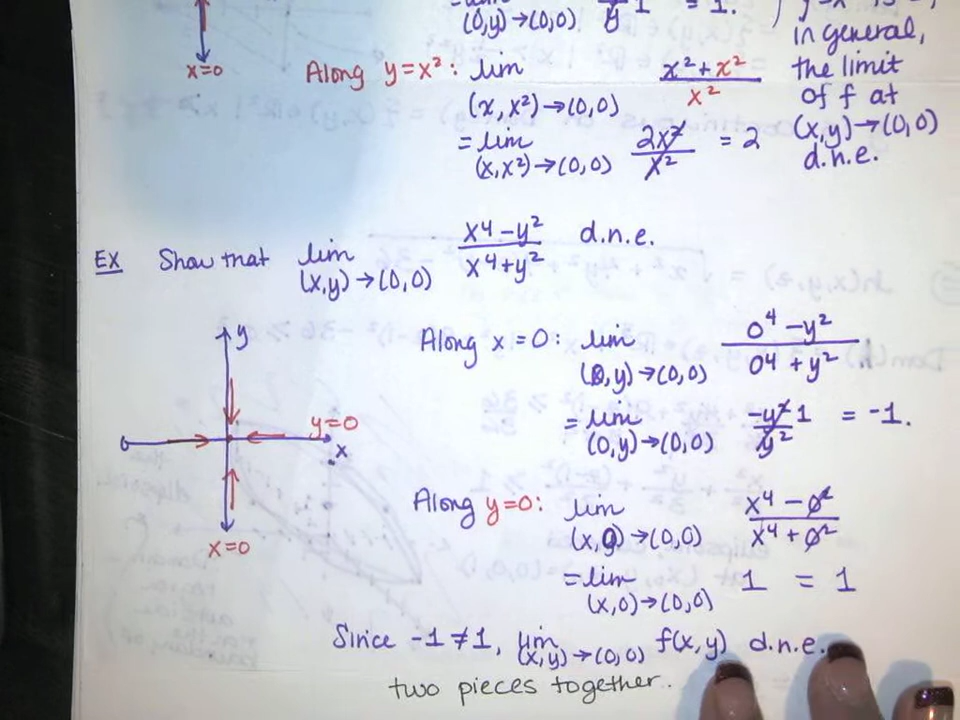 (0,y)→(0,0) y 1 = 1.
in general,
x=0
Along y=x²: lim x²+x² / x² the limit
(x,x²)→(0,0) of f at
= lim 2x² / x² = 2 (x,y)→(0,0)
(x,x²)→(0,0) d.n.e.
EX Show that lim x⁴-y² / x⁴+y² d.n.e.
(x,y)→(0,0)
y
Along x=0: lim 0⁴-y² / 04+y²
(0,y)→(0,0)
y=0
x
= lim -y² 1 / y² = -1.
(0,y)→(0,0)
Along y=0: lim x⁴-0² / x⁴+0²
(x,0)→(0,0)
x=0
= lim 1 = 1
(x,0)→(0,0)
Since -1≠1, lim f(x,y) d.n.e.
(x,y)→(0,0)
two pieces together..